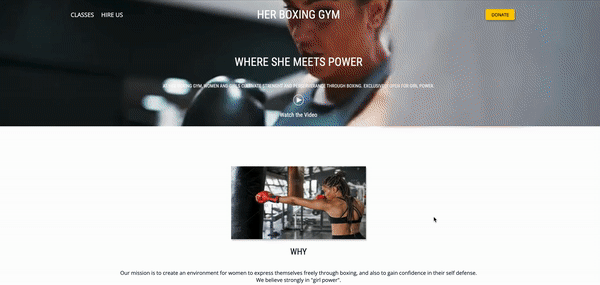 CLASSES HIRE US HER BOXING GYM DONATE
WHERE SHE MEETS POWER
AT HER BOXING GYM, WOMEN AND GIRLS CULTIVATE STRENGTH AND PERSEVERANCE THROUGH BOXING. EXCLUSIVELY OPEN FOR GIRL POWER.
Watch the Video
WHY
Our mission is to create an environment for women to express themselves freely through boxing, and also to gain confidence in their self defense.
We believe strongly in "girl power".